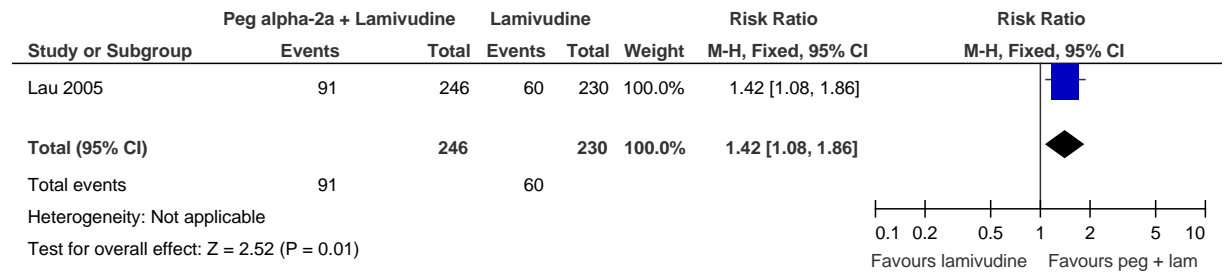 Peg alpha-2a + Lamivudine Lamivudine Risk Ratio Risk Ratio
Study or Subgroup Events Total Events Total Weight M-H, Fixed, 95% CI M-H, Fixed, 95% CI
Lau 2005 91 246 60 230 100.0% 1.42 [1.08, 1.86]
Total (95% CI) 246 230 100.0% 1.42 [1.08, 1.86]
Total events 91 60
Heterogeneity: Not applicable
Test for overall effect: Z = 2.52 (P = 0.01)
0.1 0.2 0.5 1 2 5 10
Favours lamivudine Favours peg + lam